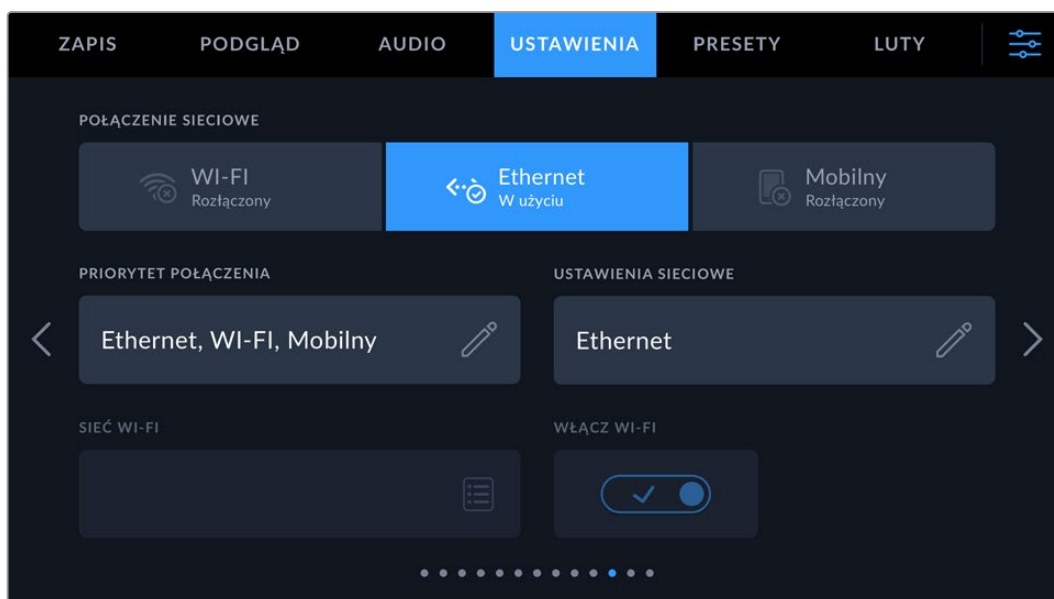 ZAPIS PODGLĄD AUDIO USTAWIENIA PRESETY LUTY
POŁĄCZENIE SIECIOWE
WI-FI Ethernet Mobilny
Rozłączony W użyciu Rozłączony
PRIORYTET POŁĄCZENIA USTAWIENIA SIECIOWE
Ethernet, WI-FI, Mobilny Ethernet
SIEĆ WI-FI WŁĄCZ WI-FI